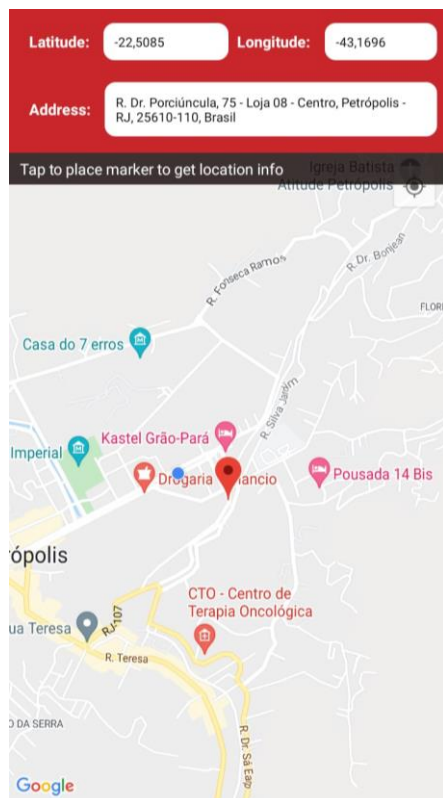 Latitude:
-22,5085
Longitude:
-43,1696
Address:
R. Dr. Porciúncula, 75 - Loja 08 - Centro, Petrópolis -
RJ, 25610-110, Brasil
Tap to place marker to get location info
Igreja Batista
Atitude Petrópolis
R. Dr. Bonjean
R. Fonseca Ramos
FLOR
Casa do 7 erros
R. Silva Jardim
Kastel Grão-Pará
Imperial
Drogaria
Pousada 14 Bis
ópolis
CTO - Centro de
Terapia Oncológica
RJ-107
ua Teresa
R. Teresa
O DA SERRA
R. Dr. Sá Earp
Google